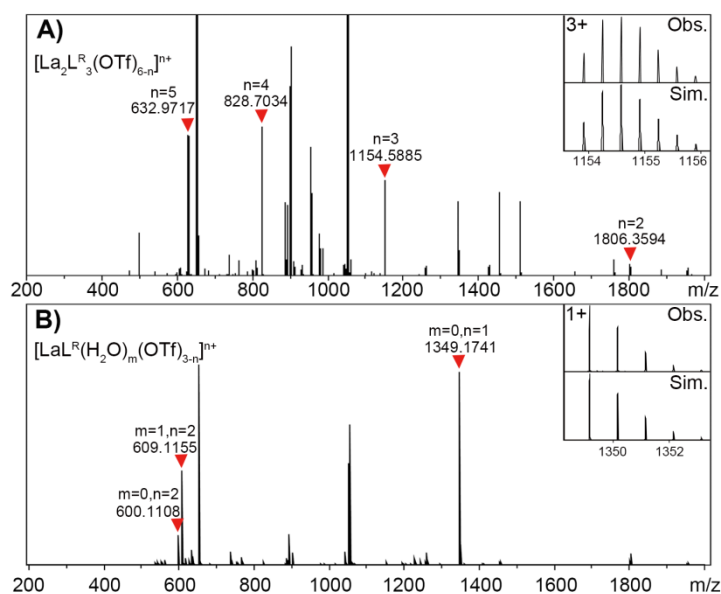 A)
[La₂Lᴿ₃(OTf)₆₋ₙ]ⁿ⁺
n=5
632.9717
n=4
828.7034
n=3
1154.5885
n=2
1806.3594
3+
Obs.
Sim.
1154 1155 1156
200 400 600 800 1000 1200 1400 1600 1800 m/z
B)
[LaLᴿ(H₂O)ₘ(OTf)₃₋ₙ]ⁿ⁺
m=0,n=1
1349.1741
m=1,n=2
609.1155
m=0,n=2
600.1108
1+
Obs.
Sim.
1350 1352
200 400 600 800 1000 1200 1400 1600 1800 m/z